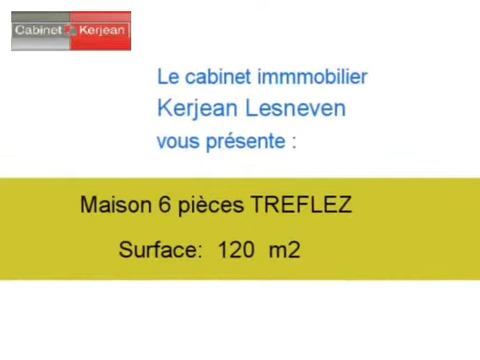 Cabinet Kerjean
Le cabinet immmobilier
Kerjean Lesneven
vous présente :
Maison 6 pièces TREFLEZ
Surface: 120 m2